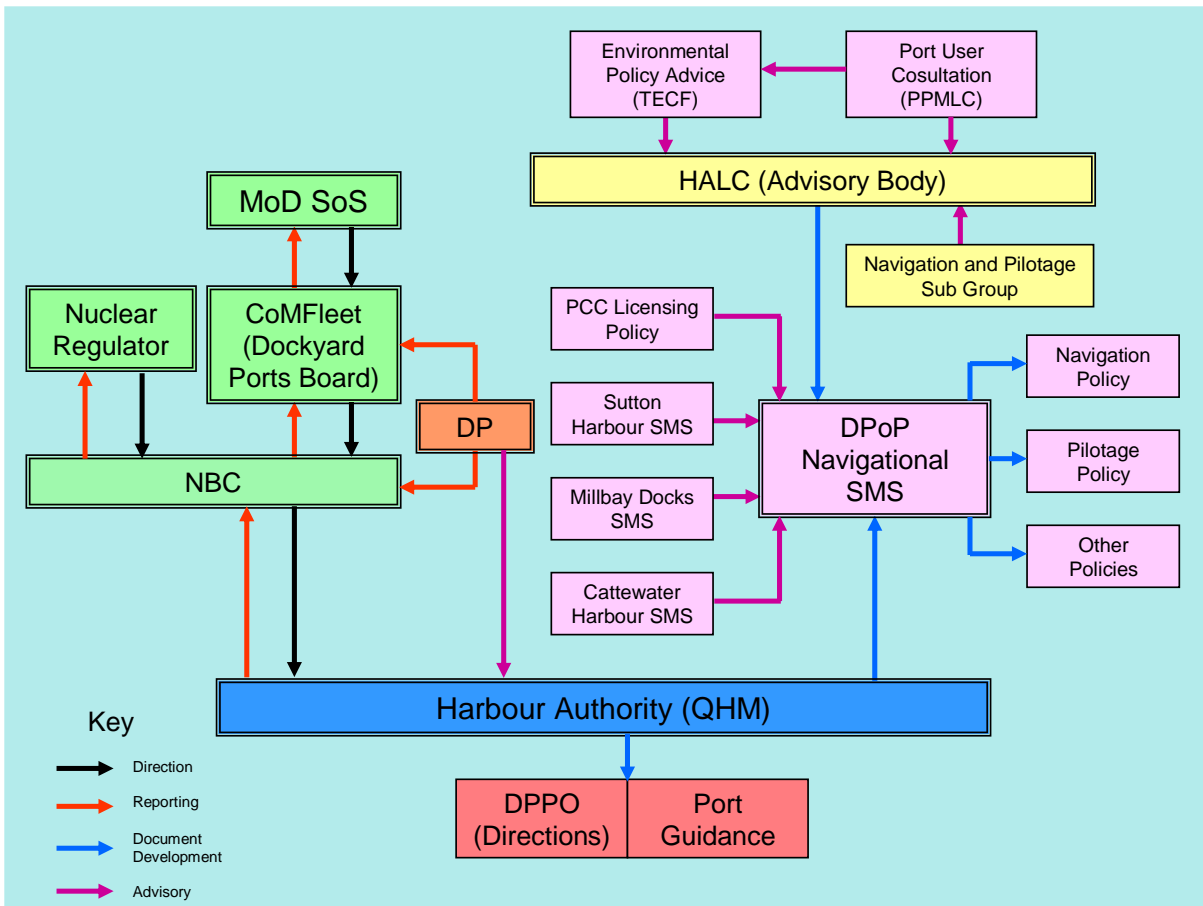 Environmental
Policy Advice
(TECF)
Port User
Cosultation
(PPMLC)
HALC (Advisory Body)
MoD SoS
Navigation and Pilotage
Sub Group
Nuclear
Regulator
CoMFleet
(Dockyard
Ports Board)
PCC Licensing
Policy
Navigation
Policy
DP
Sutton
Harbour SMS
DPoP
Navigational
SMS
Pilotage
Policy
NBC
Millbay Docks
SMS
Other
Policies
Cattewater
Harbour SMS
Harbour Authority (QHM)
Key
Direction
Reporting
Document
Development
Advisory
DPPO
(Directions)
Port
Guidance